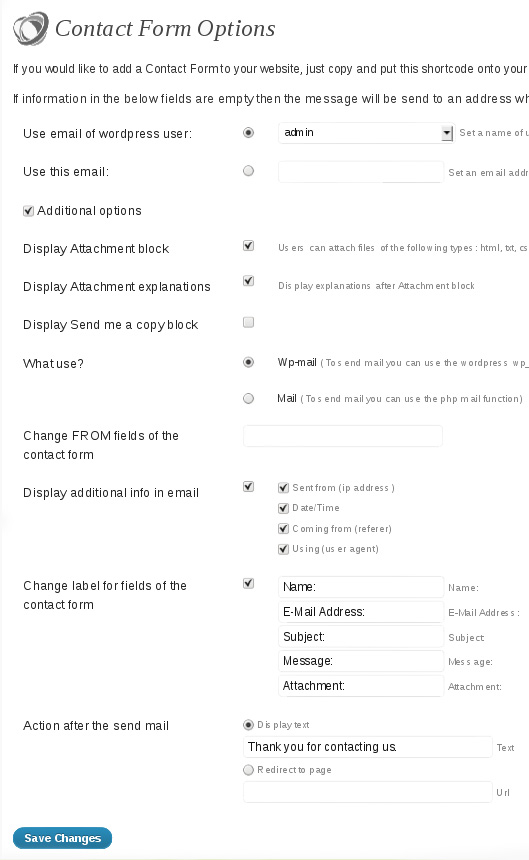 Contact Form Options
If you would like to add a Contact Form to your website, just copy and put this shortcode onto your
If information in the below fields are empty then the message will be send to an address wh
Use email of wordpress user: admin Set a name of u
Use this email: Set an email addr
Additional options
Display Attachment block Users can attach files of the following types: html, txt, cs
Display Attachment explanations Display explanations after Attachment block
Display Send me a copy block
What use? Wp-mail (To send mail you can use the wordpress wp_
Mail (To send mail you can use the php mail function)
Change FROM fields of the
contact form
Display additional info in email Sent from (ip address)
Date/Time
Coming from (referer)
Using (user agent)
Change label for fields of the
contact form
Name: Name:
E-Mail Address: E-Mail Address:
Subject: Subject:
Message: Message:
Attachment: Attachment:
Action after the send mail Display text
Thank you for contacting us. Text
Redirect to page
Url
Save Changes